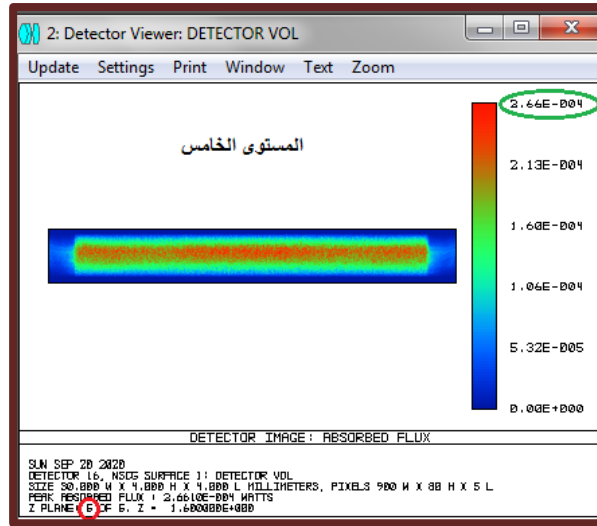 2: Detector Viewer: DETECTOR VOL
Update Settings Print Window Text Zoom
المستوى الخامس
2.66E-004
2.13E-004
1.60E-004
1.06E-004
5.32E-005
0.00E+000
DETECTOR IMAGE: ABSORBED FLUX
SUN SEP 20 2020
DETECTOR 16, NSCG SURFACE 1: DETECTOR VOL
SIZE 30.000 W X 4.000 H X 4.000 L MILLIMETERS, PIXELS 900 W X 80 H X 5 L
PEAK ABSORBED FLUX : 2.6610E-004 WATTS
Z PLANE: 5 OF 5. Z = 1.600000E+000